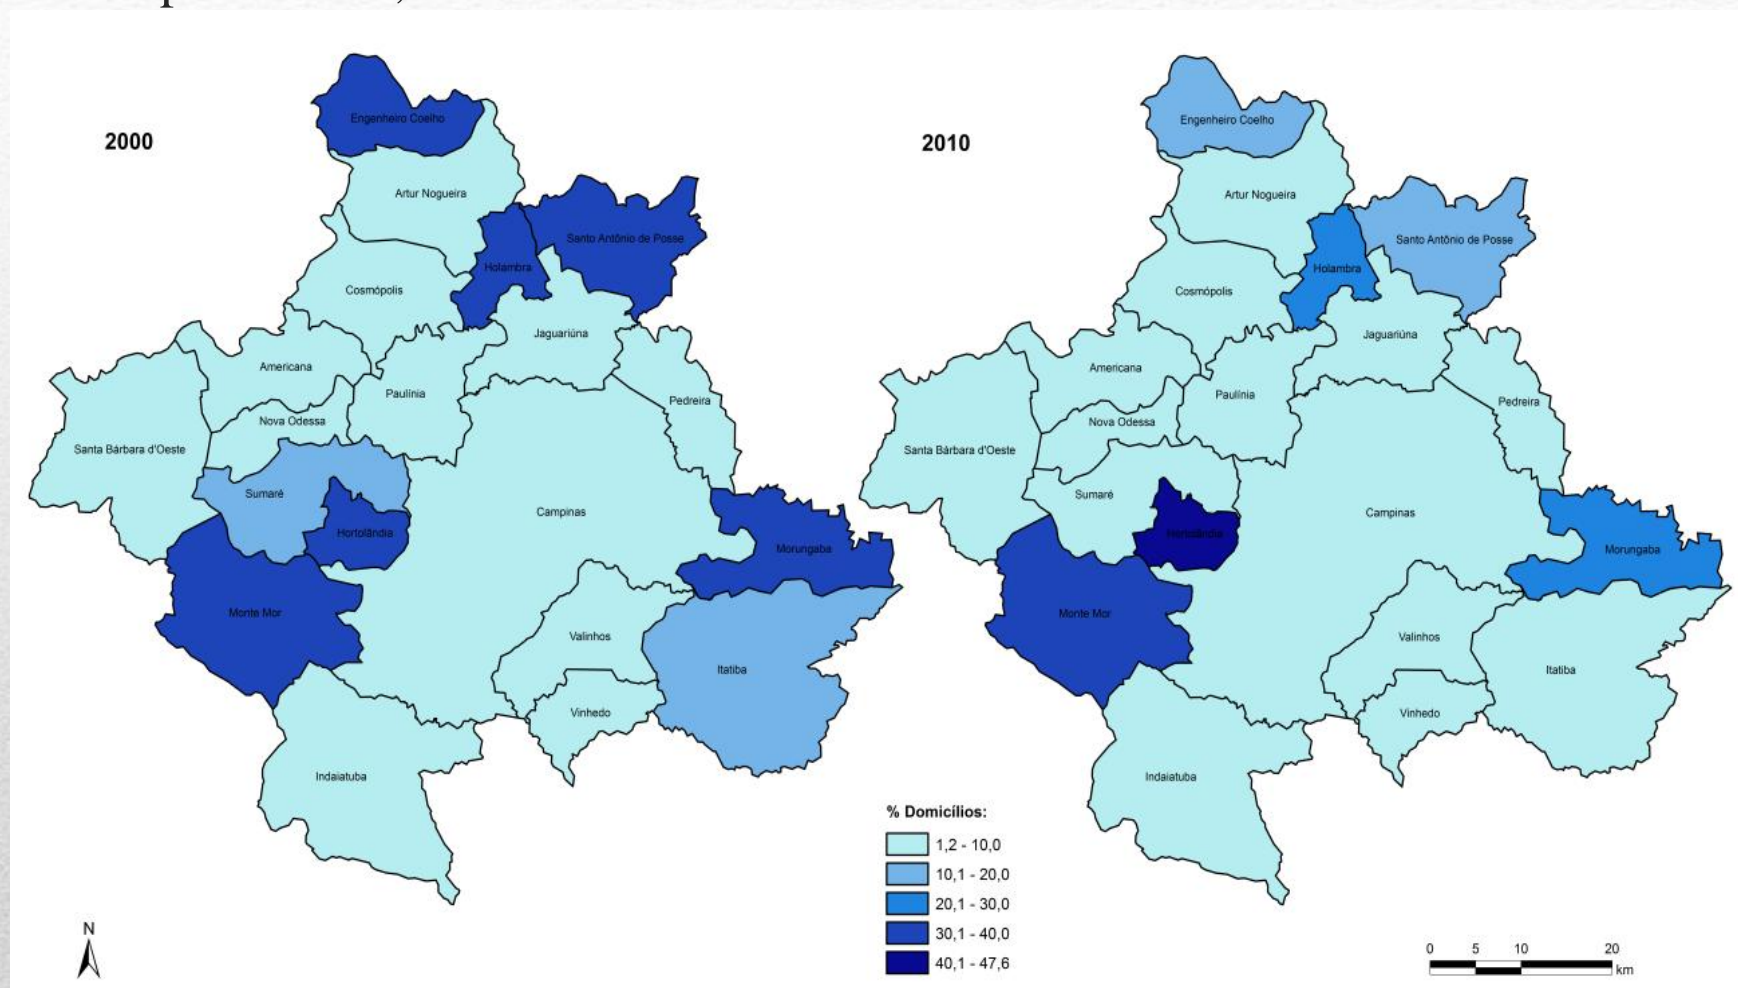 2000
Engenheiro Coelho
Artur Nogueira
Santo Antônio de Posse
Holambra
Cosmópolis
Jaguariúna
Americana
Paulínia
Pedreira
Nova Odessa
Santa Bárbara d'Oeste
Sumaré
Campinas
Hortolândia
Morungaba
Monte Mor
Valinhos
Itatiba
Vinhedo
Indaiatuba
N
2010
Engenheiro Coelho
Artur Nogueira
Santo Antônio de Posse
Holambra
Cosmópolis
Jaguariúna
Americana
Paulínia
Pedreira
Nova Odessa
Santa Bárbara d'Oeste
Sumaré
Campinas
Hortolândia
Morungaba
Monte Mor
Valinhos
Itatiba
Vinhedo
Indaiatuba
% Domicílios:
1,2 - 10,0
10,1 - 20,0
20,1 - 30,0
30,1 - 40,0
40,1 - 47,6
0 5 10 20
km